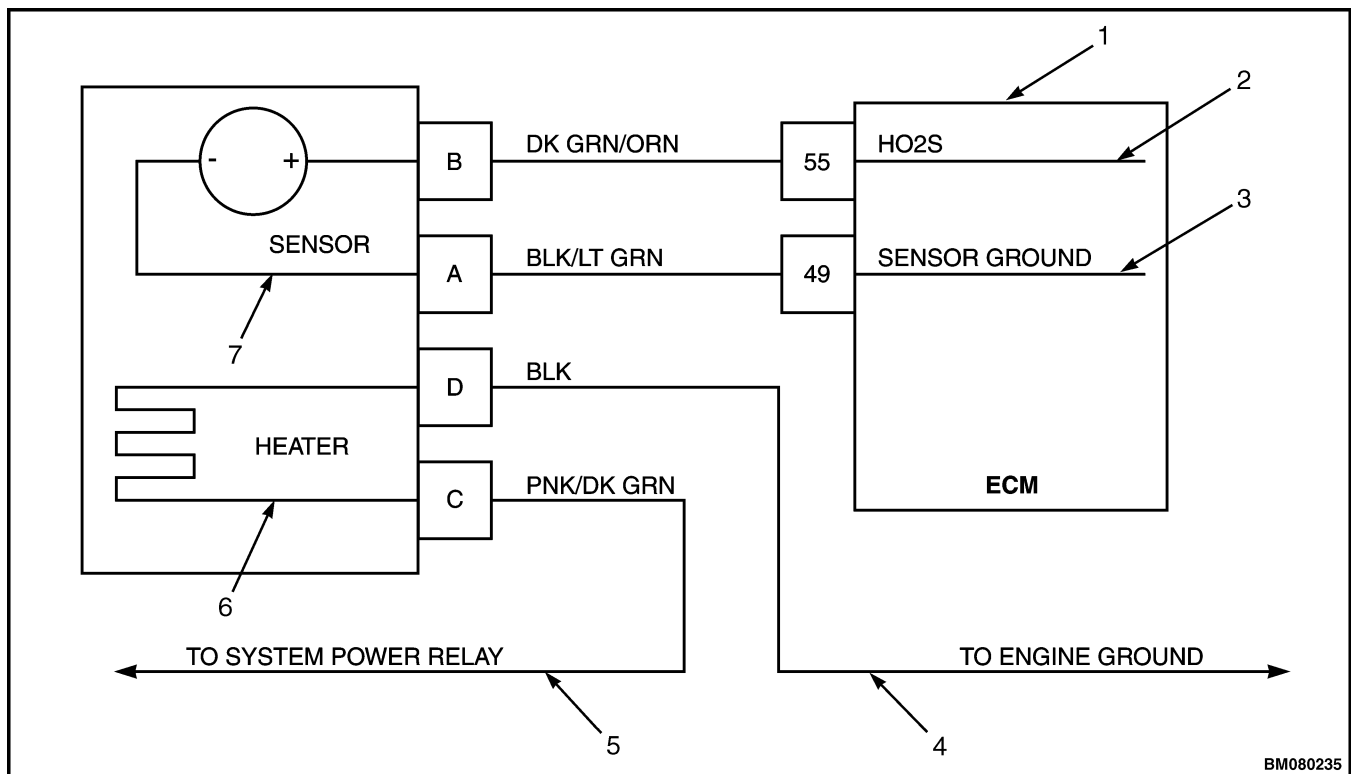 1
2
- +
B
DK GRN/ORN
55
HO2S
3
SENSOR
A
BLK/LT GRN
49
SENSOR GROUND
7
D
BLK
HEATER
C
PNK/DK GRN
ECM
6
TO SYSTEM POWER RELAY
TO ENGINE GROUND
5
4
BM080235